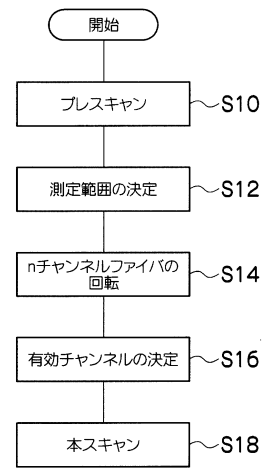 開始
プレスキャン
S10
測定範囲の決定
S12
nチャンネルファイバの
回転
S14
有効チャンネルの決定
S16
本スキャン
S18